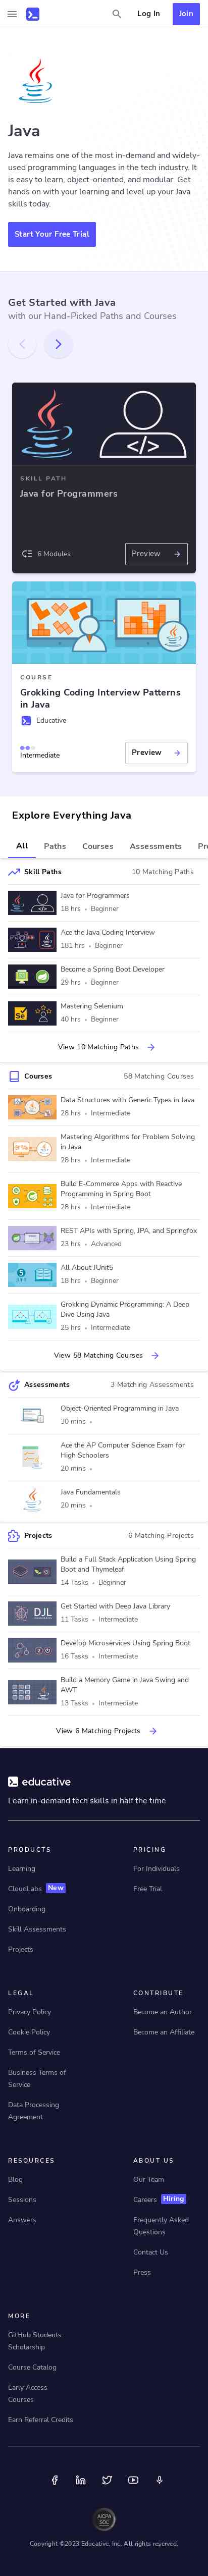 Log In
Join
Java
Java remains one of the most in-demand and widely-
used programming languages in the tech industry. It
is easy to learn, object-oriented, and modular. Get
hands on with your learning and level up your Java
skills today.
Start Your Free Trial
Get Started with Java
with our Hand-Picked Paths and Courses
SKILL PATH
Java for Programmers
6 Modules
Preview
COURSE
Grokking Coding Interview Patterns
in Java
Educative
Intermediate
Preview
Explore Everything Java
All Paths Courses Assessments Pr
Skill Paths 10 Matching Paths
Java for Programmers
18 hrs • Beginner
Ace the Java Coding Interview
181 hrs • Beginner
Become a Spring Boot Developer
29 hrs • Beginner
Mastering Selenium
40 hrs • Beginner
View 10 Matching Paths
Courses 58 Matching Courses
Data Structures with Generic Types in Java
28 hrs • Intermediate
Mastering Algorithms for Problem Solving
in Java
28 hrs • Intermediate
Build E-Commerce Apps with Reactive
Programming in Spring Boot
28 hrs • Intermediate
REST APIs with Spring, JPA, and Springfox
23 hrs • Advanced
All About JUnit5
18 hrs • Beginner
Grokking Dynamic Programming: A Deep
Dive Using Java
25 hrs • Intermediate
View 58 Matching Courses
Assessments 3 Matching Assessments
Object-Oriented Programming in Java
30 mins •
Ace the AP Computer Science Exam for
High Schoolers
20 mins •
Java Fundamentals
20 mins •
Projects 6 Matching Projects
Build a Full Stack Application Using Spring
Boot and Thymeleaf
14 Tasks • Beginner
DJL
Get Started with Deep Java Library
11 Tasks • Intermediate
Develop Microservices Using Spring Boot
16 Tasks • Intermediate
Build a Memory Game in Java Swing and
AWT
13 Tasks • Intermediate
View 6 Matching Projects
educative
Learn in-demand tech skills in half the time
PRODUCTS
Learning
CloudLabs New
Onboarding
Skill Assessments
Projects
PRICING
For Individuals
Free Trial
LEGAL
Privacy Policy
Cookie Policy
Terms of Service
Business Terms of
Service
Data Processing
Agreement
CONTRIBUTE
Become an Author
Become an Affiliate
RESOURCES
Blog
Sessions
Answers
ABOUT US
Our Team
Careers Hiring
Frequently Asked
Questions
Contact Us
Press
MORE
GitHub Students
Scholarship
Course Catalog
Early Access
Courses
Earn Referral Credits
AICPA
SOC
Copyright ©2023 Educative, Inc. All rights reserved.